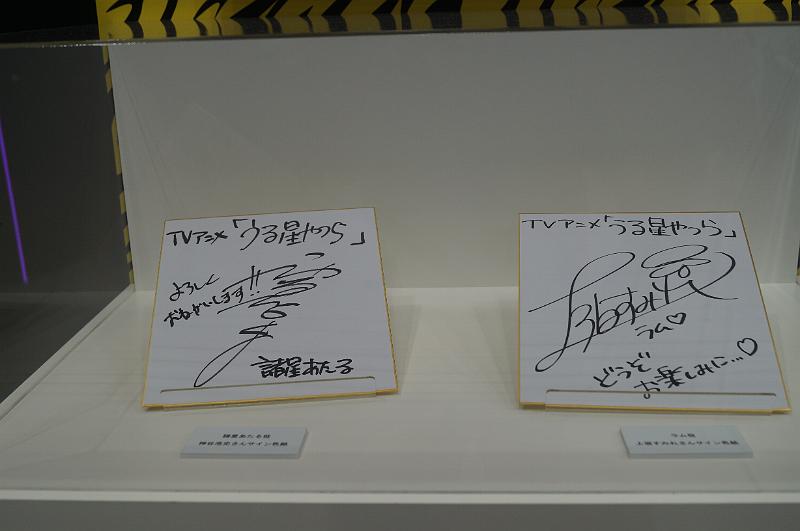 TVアニメ「うる星やつら」
よろしく
おねがいします!!
諸星あたる
諸星あたる役
神谷浩史さんサイン色紙
TVアニメ「うる星やつら」
ラム♡
どうぞ
お楽しみに…♡
ラム役
上坂すみれさんサイン色紙